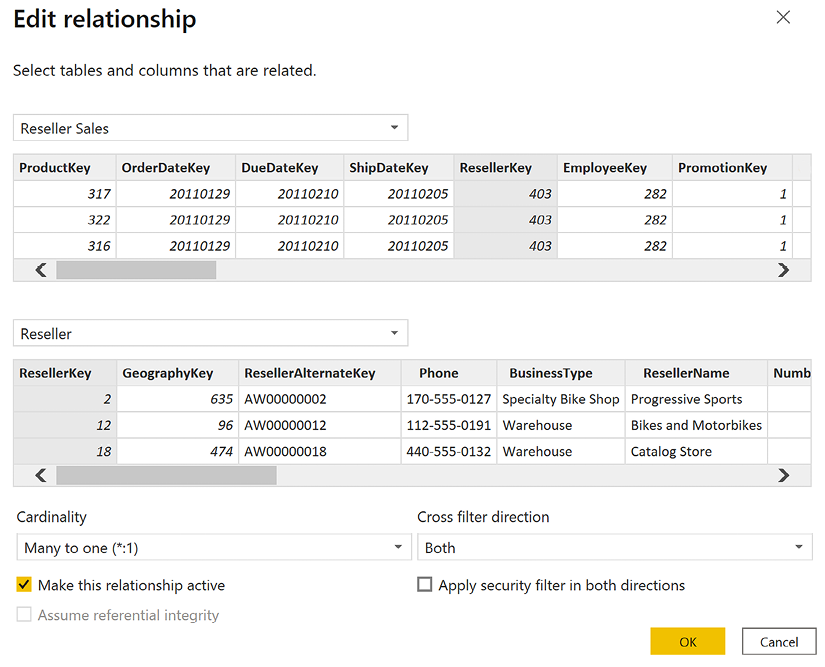 Edit relationship
Select tables and columns that are related.
Reseller Sales
ProductKey OrderDateKey DueDateKey ShipDateKey ResellerKey EmployeeKey PromotionKey
317 20110129 20110210 20110205 403 282 1
322 20110129 20110210 20110205 403 282 1
316 20110129 20110210 20110205 403 282 1
Reseller
ResellerKey GeographyKey ResellerAlternateKey Phone BusinessType ResellerName Numb
2 635 AW00000002 170-555-0127 Specialty Bike Shop Progressive Sports
12 96 AW00000012 112-555-0191 Warehouse Bikes and Motorbikes
18 474 AW00000018 440-555-0132 Warehouse Catalog Store
Cardinality Cross filter direction
Many to one (*:1) Both
Make this relationship active Apply security filter in both directions
Assume referential integrity
OK Cancel